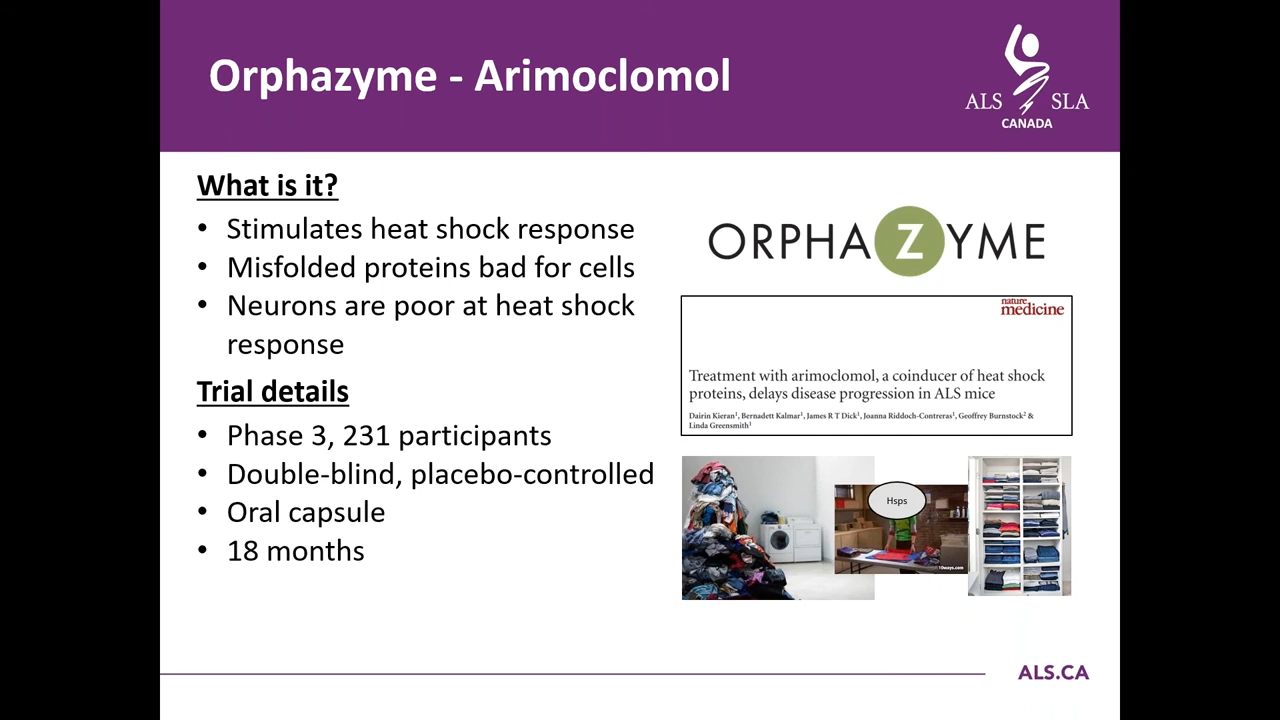 Orphazyme - Arimoclomol
ALS SLA
CANADA
What is it?
• Stimulates heat shock response
• Misfolded proteins bad for cells
• Neurons are poor at heat shock
response
Trial details
• Phase 3, 231 participants
• Double-blind, placebo-controlled
• Oral capsule
• 18 months
ORPHAZYME
nature
medicine
Treatment with arimoclomol, a coinducer of heat shock
proteins, delays disease progression in ALS mice
Dairin Kieran¹, Bernadett Kalmar¹, James R T Dick¹, Joanna Riddoch-Contreras¹, Geoffrey Burnstock² &
Linda Greensmith¹
Hsps
ALS.CA